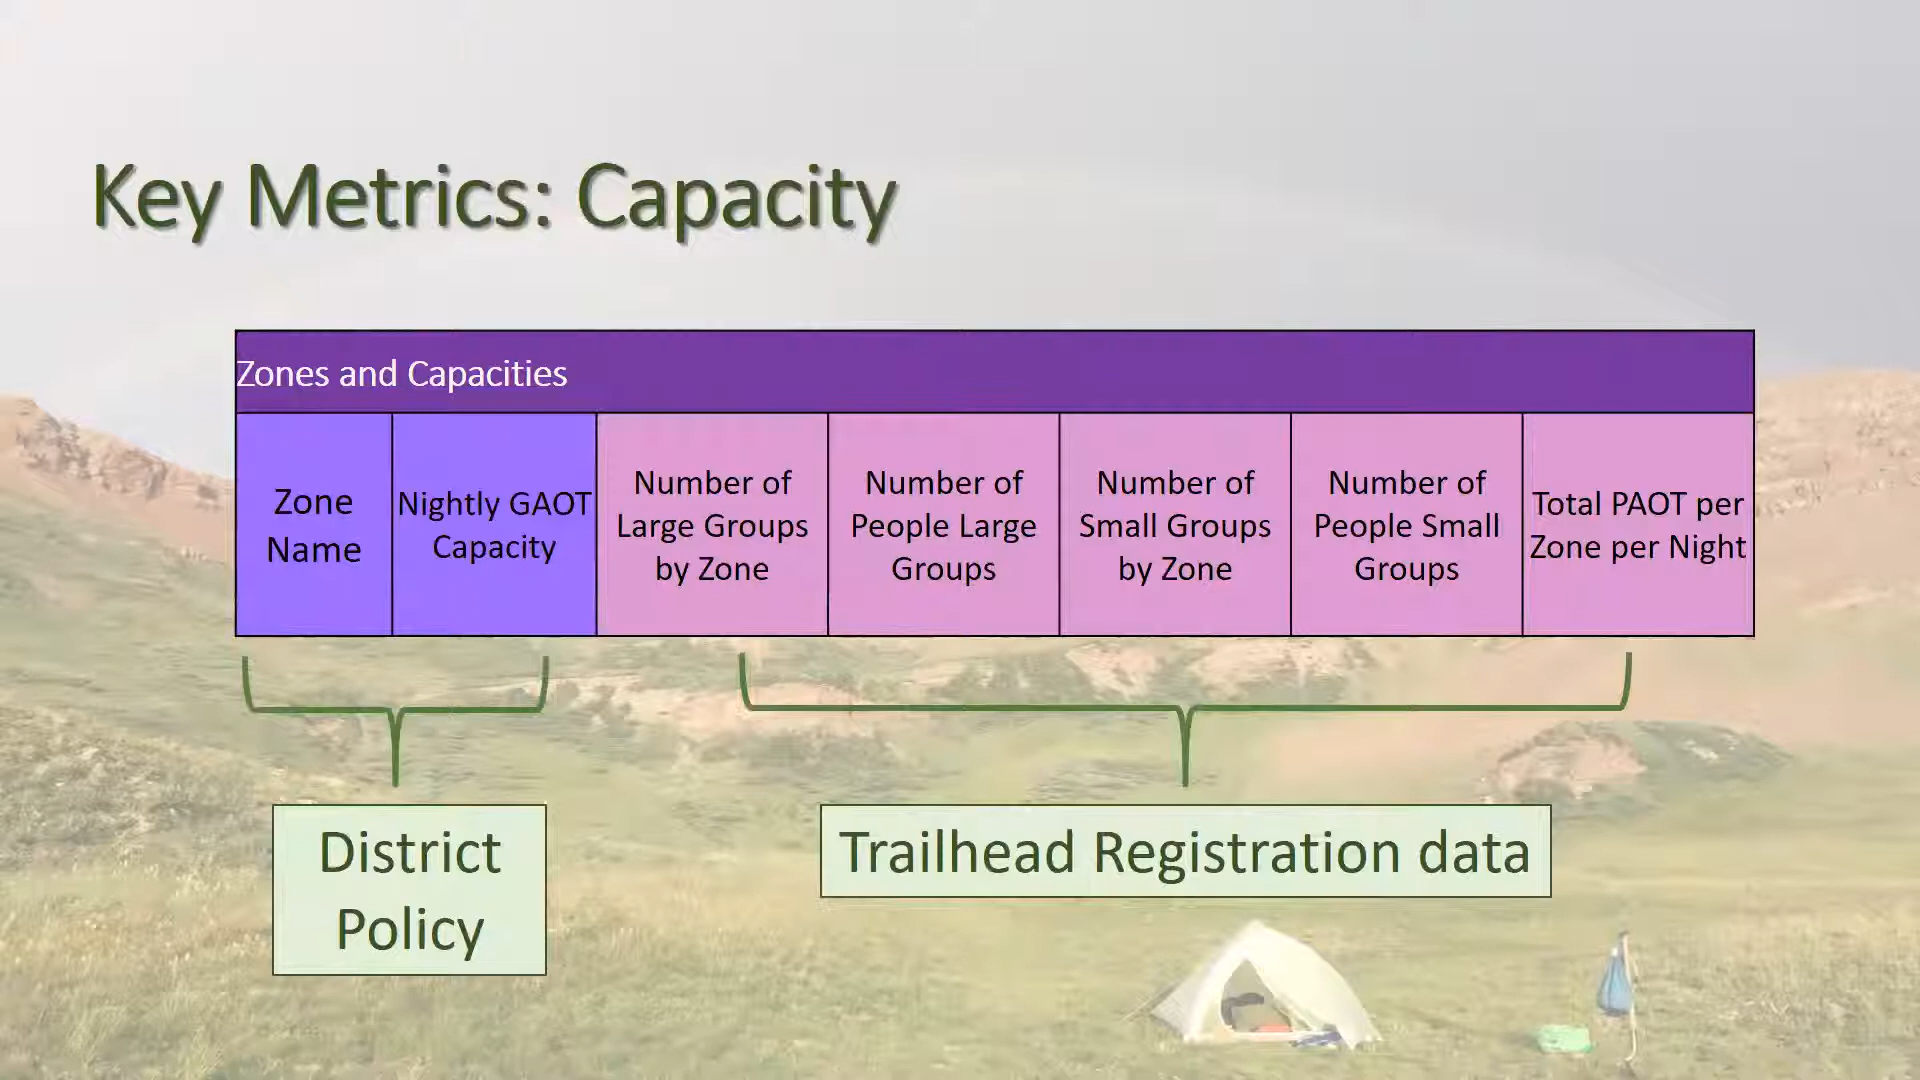 Key Metrics: Capacity
Zones and Capacities
Zone
Name
Nightly GAOT
Capacity
Number of
Large Groups
by Zone
Number of
People Large
Groups
Number of
Small Groups
by Zone
Number of
People Small
Groups
Total PAOT per
Zone per Night
District
Policy
Trailhead Registration data